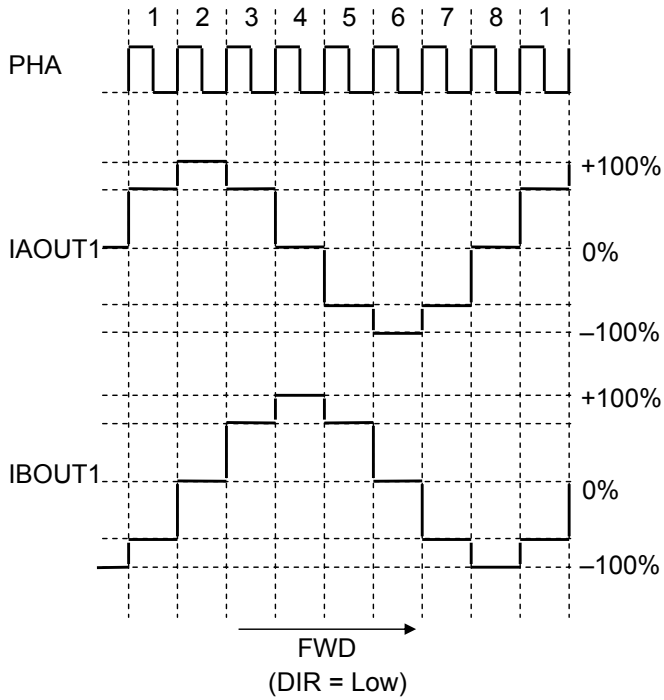 1 2 3 4 5 6 7 8 1
PHA
+100%
IAOUT1
0%
–100%
+100%
IBOUT1
0%
–100%
FWD
(DIR = Low)